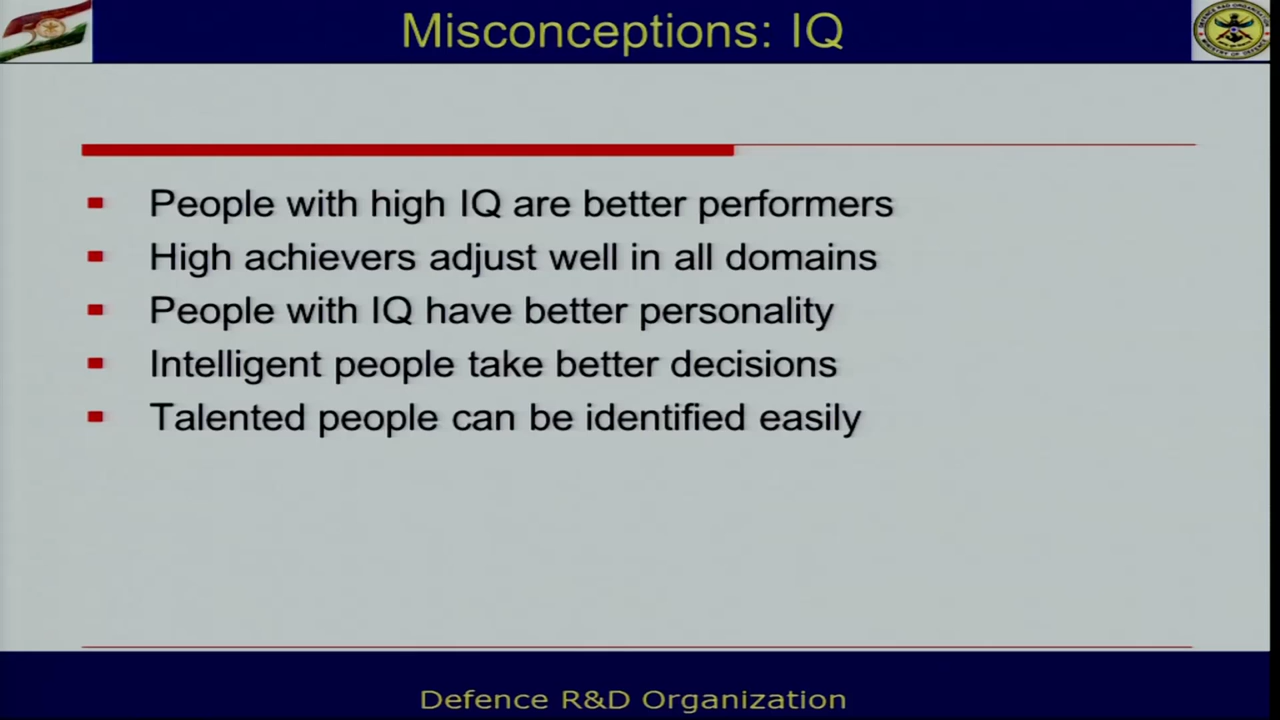 Misconceptions: IQ
People with high IQ are better performers
High achievers adjust well in all domains
People with IQ have better personality
Intelligent people take better decisions
Talented people can be identified easily
Defence R&D Organization